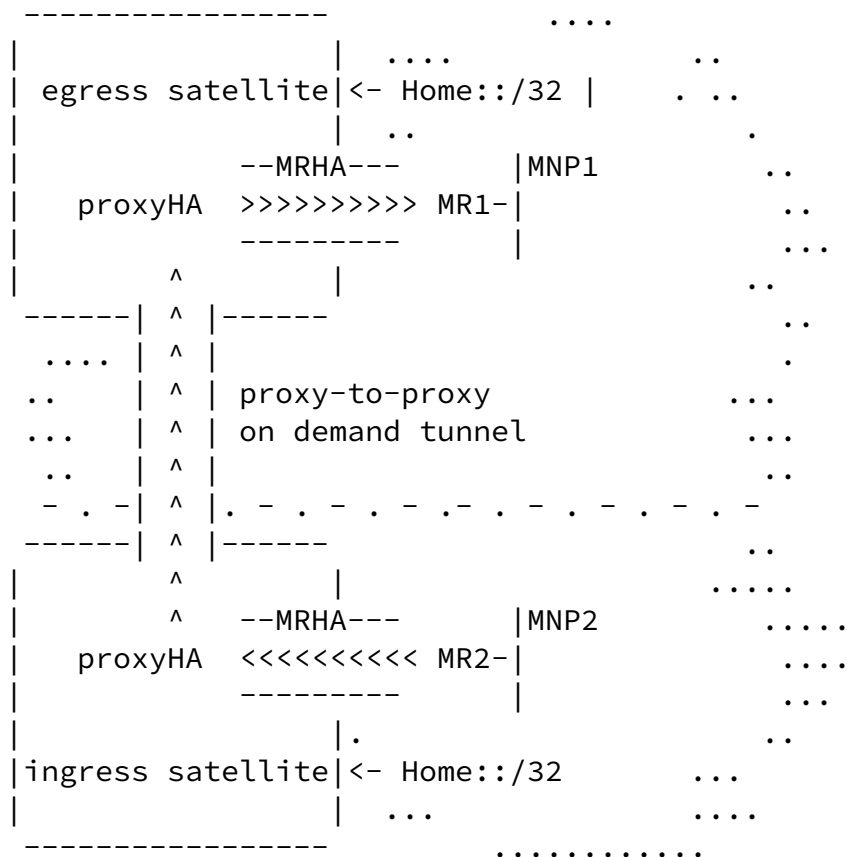 -----------------            ....
|                 |  ....             ..
| egress satellite|<- Home::/32 |    . ..
|                 |  ..                 .
|            --MRHA---      |MNP1        ..
|   proxyHA  >>>>>>>>>> MR1-|             ..
|            ---------      |             ...
|        ^        |                     ..
------| ^ |------                       ..
.... | ^ |                             .
..     | ^ | proxy-to-proxy            ...
...    | ^ | on demand tunnel           ...
..   | ^ |                            ..
- . -| ^ |. - . - . - .- . - . - . - . -
------| ^ |------                     ..
|        ^        |                   .....
|        ^   --MRHA---      |MNP2        .....
|   proxyHA  <<<<<<<<<< MR2-|             ....
|            ---------      |             ...
|                 |.                     ..
|ingress satellite|<- Home::/32      ...
|                 |  ...             ....
-----------------         ............